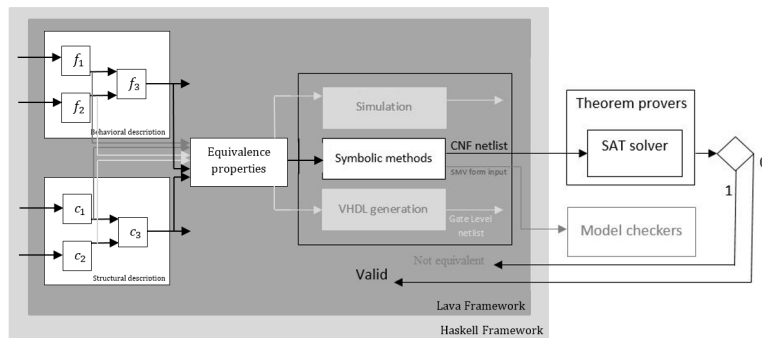 f1
f2
f3
Behavioral description
Equivalence
properties
c1
c2
c3
Structural description
Simulation
Symbolic methods
VHDL generation
CNF netlist
SMV form input
Gate Level
netlist
Theorem provers
SAT solver
Model checkers
1
Not equivalent
Valid
Lava Framework
Haskell Framework